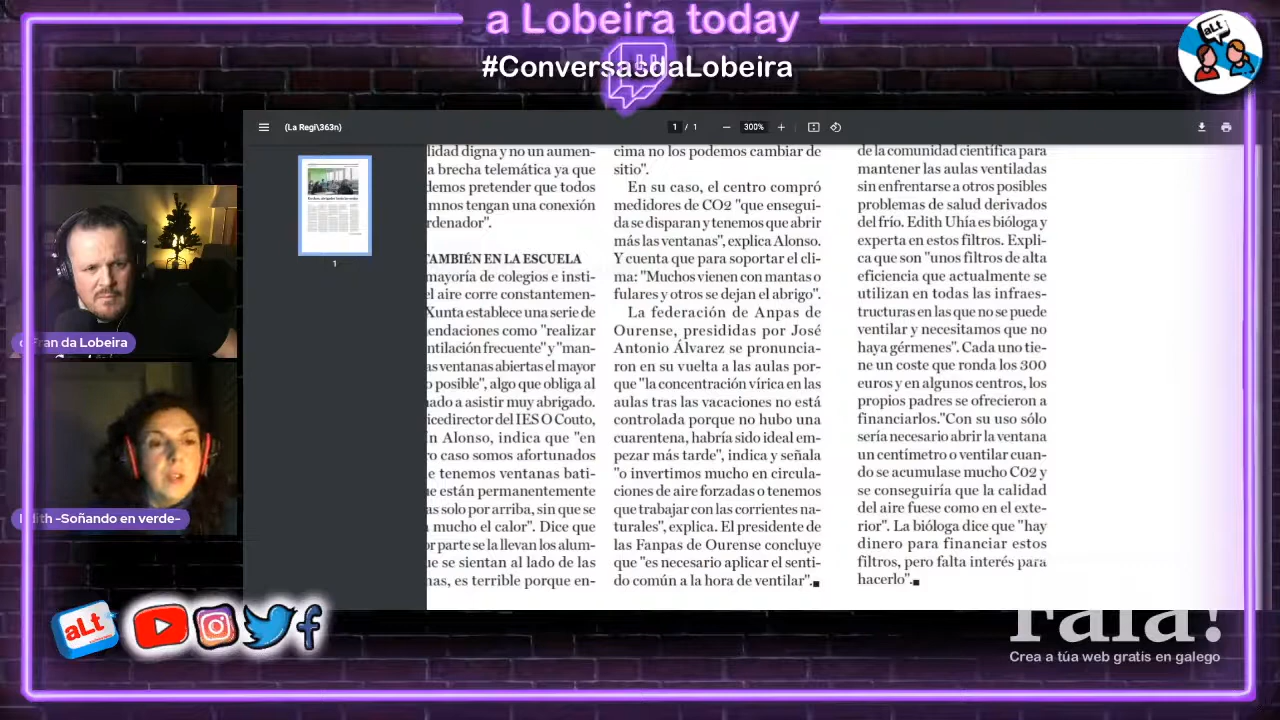 a Lobeira today
#ConversasdaLobeira
aLt
(La Regi\363n)
1 / 1
300%
1
lidad digna y no un aumen-
a brecha telemática ya que
demos pretender que todos
mnos tengan una conexión
rdenador".
TAMBIÉN EN LA ESCUELA
mayoría de colegios e insti-
el aire corre constantemen-
Xunta establece una serie de
endaciones como "realizar
ntilación frecuente" y "man-
as ventanas abiertas el mayor
o posible", algo que obliga al
nado a asistir muy abrigado.
icedirector del IES O Couto,
n Alonso, indica que "en
ro caso somos afortunados
e tenemos ventanas bati-
ue están permanentemente
as solo por arriba, sin que se
mucho el calor". Dice que
or parte se la llevan los alum-
ue se sientan al lado de las
nas, es terrible porque en-
cima no los podemos cambiar de
sitio".
En su caso, el centro compró
medidores de CO2 "que ensegui-
da se disparan y tenemos que abrir
más las ventanas", explica Alonso.
Y cuenta que para soportar el cli-
ma: "Muchos vienen con mantas o
fulares y otros se dejan el abrigo".
La federación de Anpas de
Ourense, presididas por José
Antonio Álvarez se pronuncia-
ron en su vuelta a las aulas por-
que "la concentración vírica en las
aulas tras las vacaciones no está
controlada porque no hubo una
cuarentena, habría sido ideal em-
pezar más tarde", indica y señala
"o invertimos mucho en circula-
ciones de aire forzadas o tenemos
que trabajar con las corrientes na-
turales", explica. El presidente de
las Fanpas de Ourense concluye
que "es necesario aplicar el senti-
do común a la hora de ventilar".
de la comunidad científica para
mantener las aulas ventiladas
sin enfrentarse a otros posibles
problemas de salud derivados
del frío. Edith Uhía es bióloga y
experta en estos filtros. Expli-
ca que son "unos filtros de alta
eficiencia que actualmente se
utilizan en todas las infraes-
tructuras en las que no se puede
ventilar y necesitamos que no
haya gérmenes". Cada uno tie-
ne un coste que ronda los 300
euros y en algunos centros, los
propios padres se ofrecieron a
financiarlos."Con su uso sólo
sería necesario abrir la ventana
un centímetro o ventilar cuan-
do se acumulase mucho C02 y
se conseguiría que la calidad
del aire fuese como en el exte-
rior". La bióloga dice que "hay
dinero para financiar estos
filtros, pero falta interés para
hacerlo".
Fran da Lobeira
dith -Soñando en verde-
aLt
Fala!
Crea a túa web gratis en galego